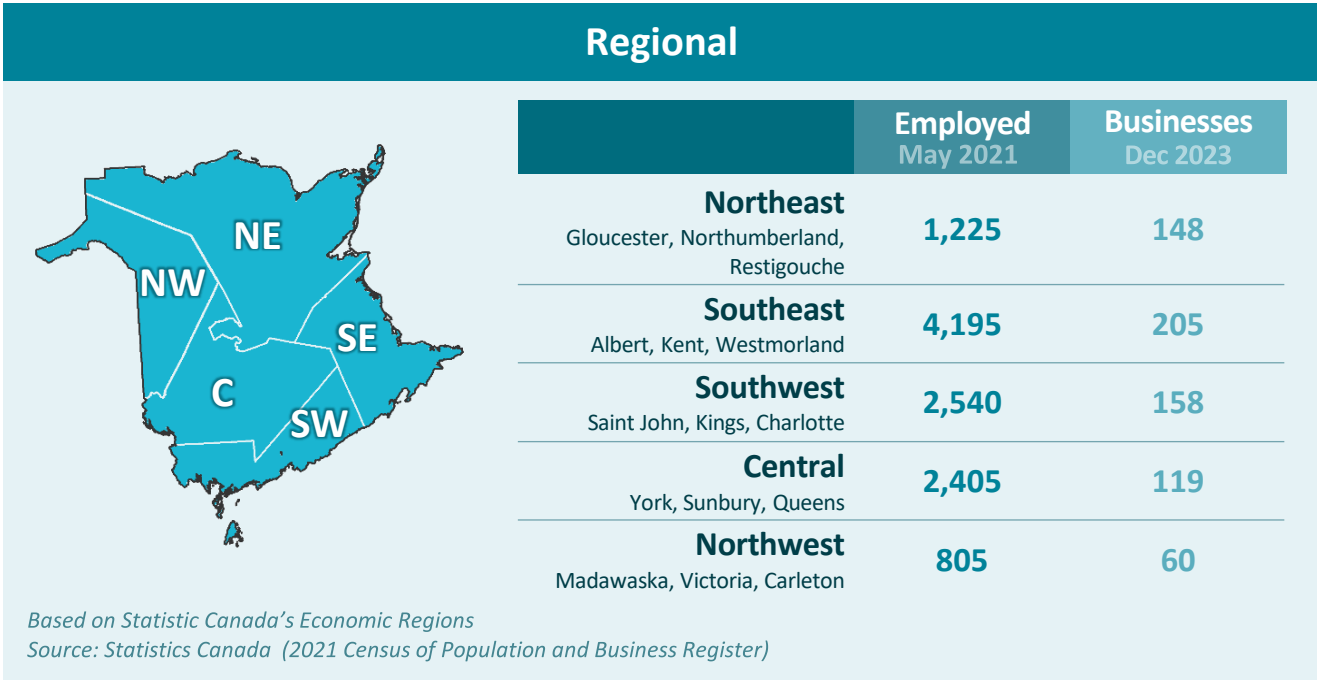 Regional
NE
NW
SE
C
SW
Employed Businesses
May 2021 Dec 2023
Northeast
Gloucester, Northumberland,
Restigouche
1,225 148
Southeast
Albert, Kent, Westmorland
4,195 205
Southwest
Saint John, Kings, Charlotte
2,540 158
Central
York, Sunbury, Queens
2,405 119
Northwest
Madawaska, Victoria, Carleton
805 60
Based on Statistic Canada’s Economic Regions
Source: Statistics Canada (2021 Census of Population and Business Register)